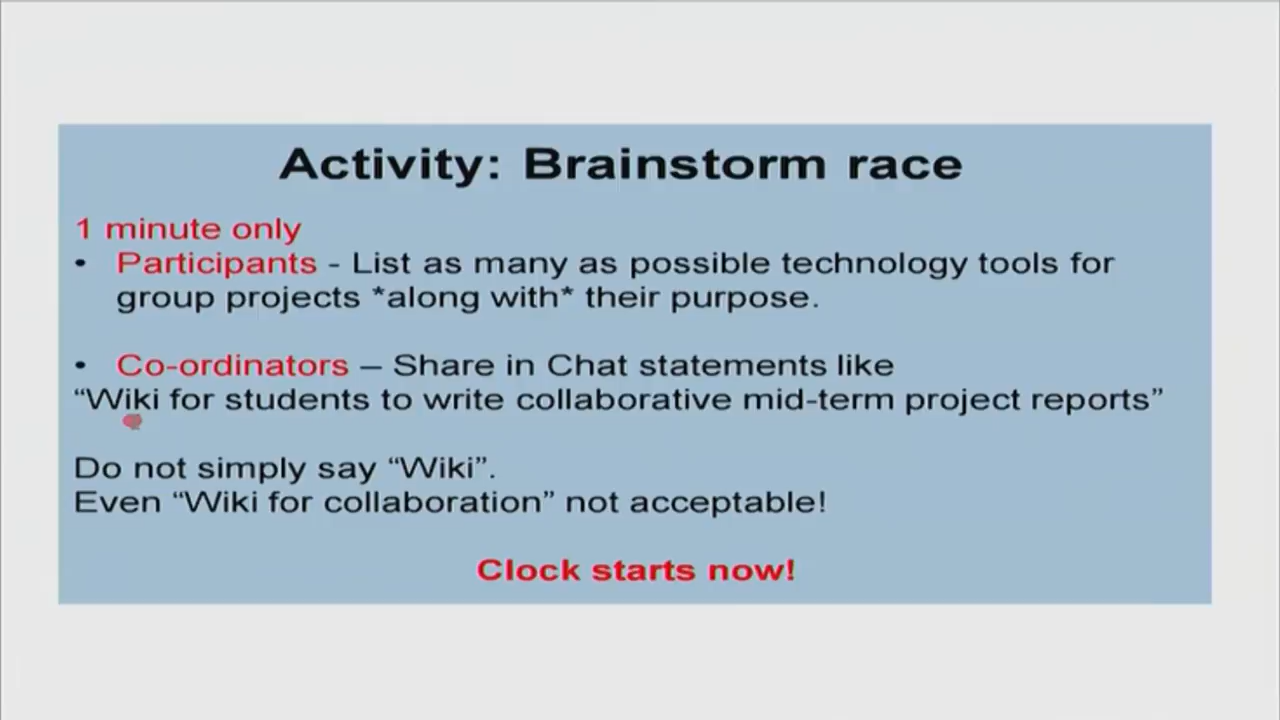 Activity: Brainstorm race
1 minute only
• Participants - List as many as possible technology tools for
group projects *along with* their purpose.
• Co-ordinators – Share in Chat statements like
“Wiki for students to write collaborative mid-term project reports”
Do not simply say “Wiki”.
Even “Wiki for collaboration” not acceptable!
Clock starts now!